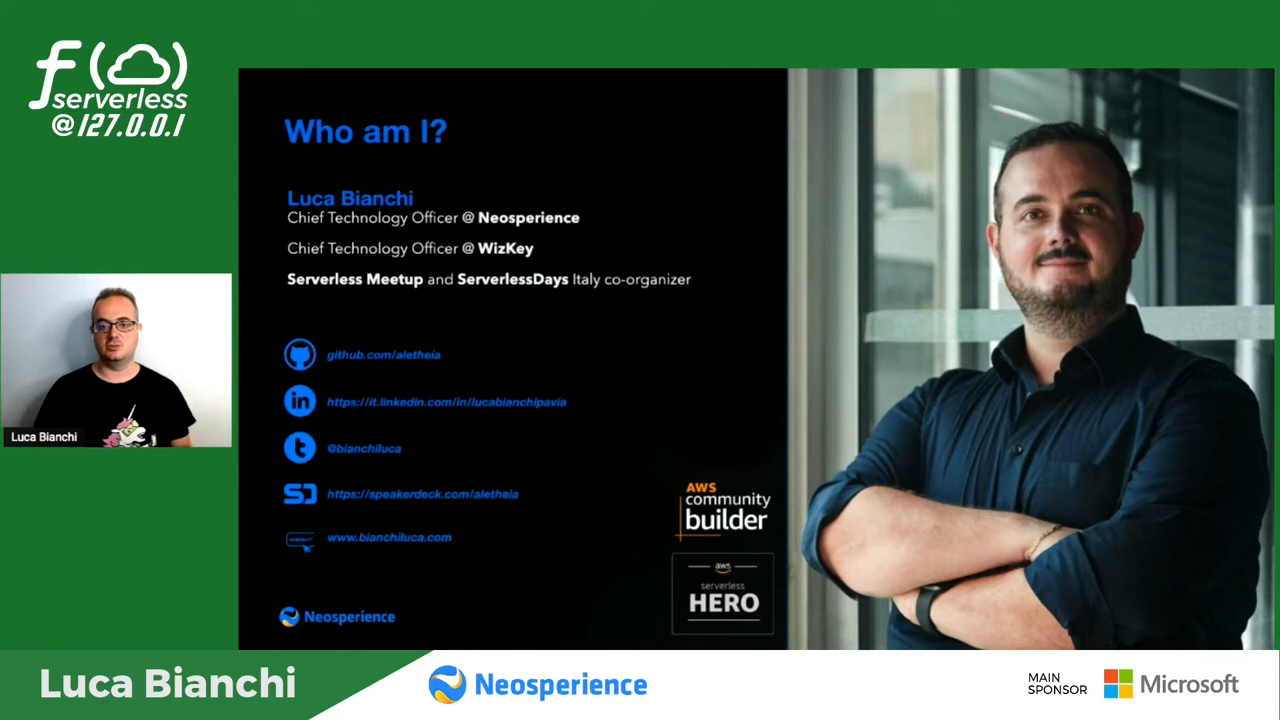 f()
serverless
@127.0.0.1
Who am I?
Luca Bianchi
Chief Technology Officer @ Neosperience
Chief Technology Officer @ WizKey
Serverless Meetup and ServerlessDays Italy co-organizer
github.com/aletheia
in
https://it.linkedin.com/in/lucabianchipavia
t
@bianchiluca
https://speakerdeck.com/aletheia
www.bianchiluca.com
AWS
community
builder
aws
serverless
HERO
Neosperience
Luca Bianchi
Luca Bianchi
Neosperience
MAIN
SPONSOR
Microsoft